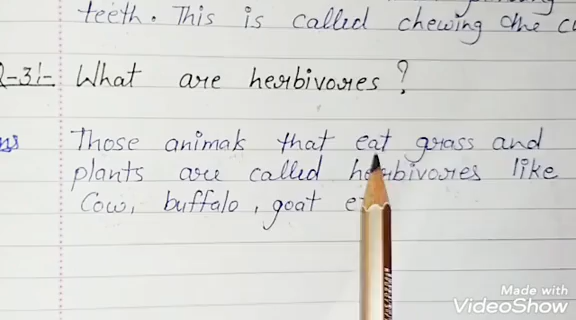 teeth. This is called chewing the
Q-3:- What are herbivores?
Ans Those animals that eat grass and
plants are called herbivores like
Cow, buffalo, goat
Made with
VideoShow